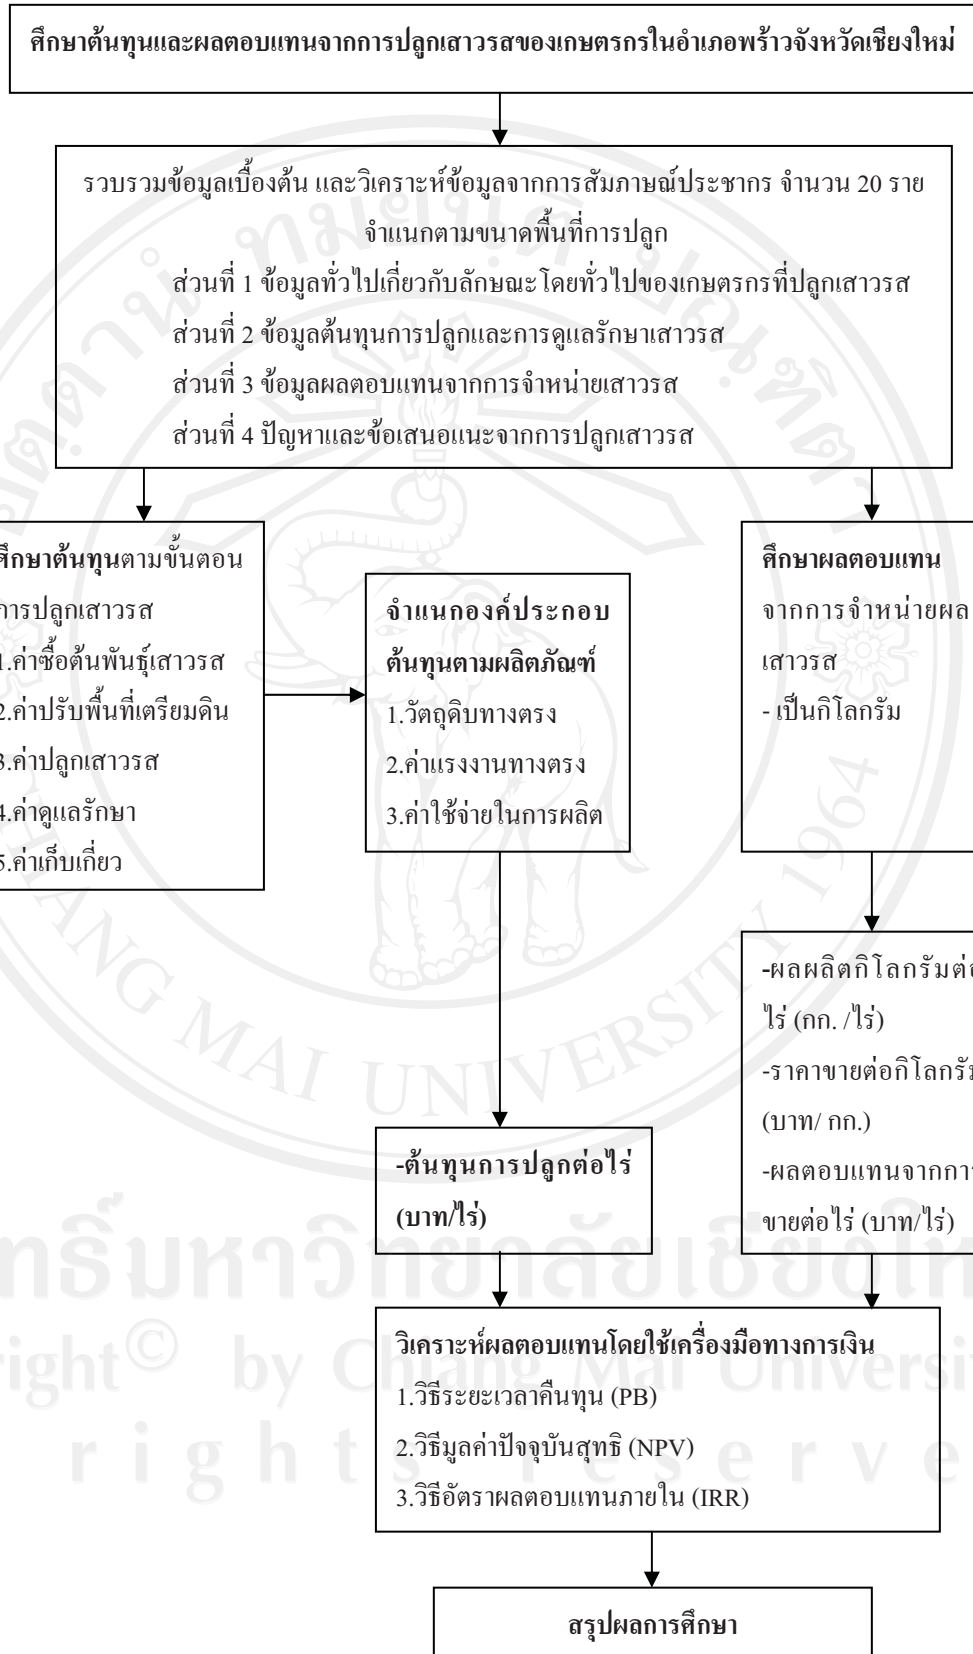 ศึกษาต้นทุนและผลตอบแทนจากการปลูกเสาวรสของเกษตรกรในอำเภอพร้าวจังหวัดเชียงใหม่
รวบรวมข้อมูลเบื้องต้น และวิเคราะห์ข้อมูลจากการสัมภาษณ์ประชากร จำนวน 20 ราย
จำแนกตามขนาดพื้นที่การปลูก
ส่วนที่ 1 ข้อมูลทั่วไปเกี่ยวกับลักษณะโดยทั่วไปของเกษตรกรที่ปลูกเสาวรส
ส่วนที่ 2 ข้อมูลต้นทุนการปลูกและการดูแลรักษาเสาวรส
ส่วนที่ 3 ข้อมูลผลตอบแทนจากการจำหน่ายเสาวรส
ส่วนที่ 4 ปัญหาและข้อเสนอแนะจากการปลูกเสาวรส
ศึกษาต้นทุนตามขั้นตอน
การปลูกเสาวรส
1.ค่าซื้อต้นพันธุ์เสาวรส
2.ค่าปรับพื้นที่เตรียมดิน
3.ค่าปลูกเสาวรส
4.ค่าดูแลรักษา
5.ค่าเก็บเกี่ยว
จำแนกองค์ประกอบ
ต้นทุนตามผลิตภัณฑ์
1.วัตถุดิบทางตรง
2.ค่าแรงงานทางตรง
3.ค่าใช้จ่ายในการผลิต
ศึกษาผลตอบแทน
จากการจำหน่ายผล
เสาวรส
- เป็นกิโลกรัม
-ผลผลิตกิโลกรัมต่อ
ไร่ (กก. /ไร่)
-ราคาขายต่อกิโลกรัม
(บาท/ กก.)
-ผลตอบแทนจากการ
ขายต่อไร่ (บาท/ไร่)
-ต้นทุนการปลูกต่อไร่
(บาท/ไร่)
วิเคราะห์ผลตอบแทนโดยใช้เครื่องมือทางการเงิน
1.วิธีระยะเวลาคืนทุน (PB)
2.วิธีมูลค่าปัจจุบันสุทธิ (NPV)
3.วิธีอัตราผลตอบแทนภายใน (IRR)
สรุปผลการศึกษา
CHIANG MAI UNIVERSITY 1964
มหาวิทยาลัยเชียงให
right© by Chiang Mai Universi
rights reserve